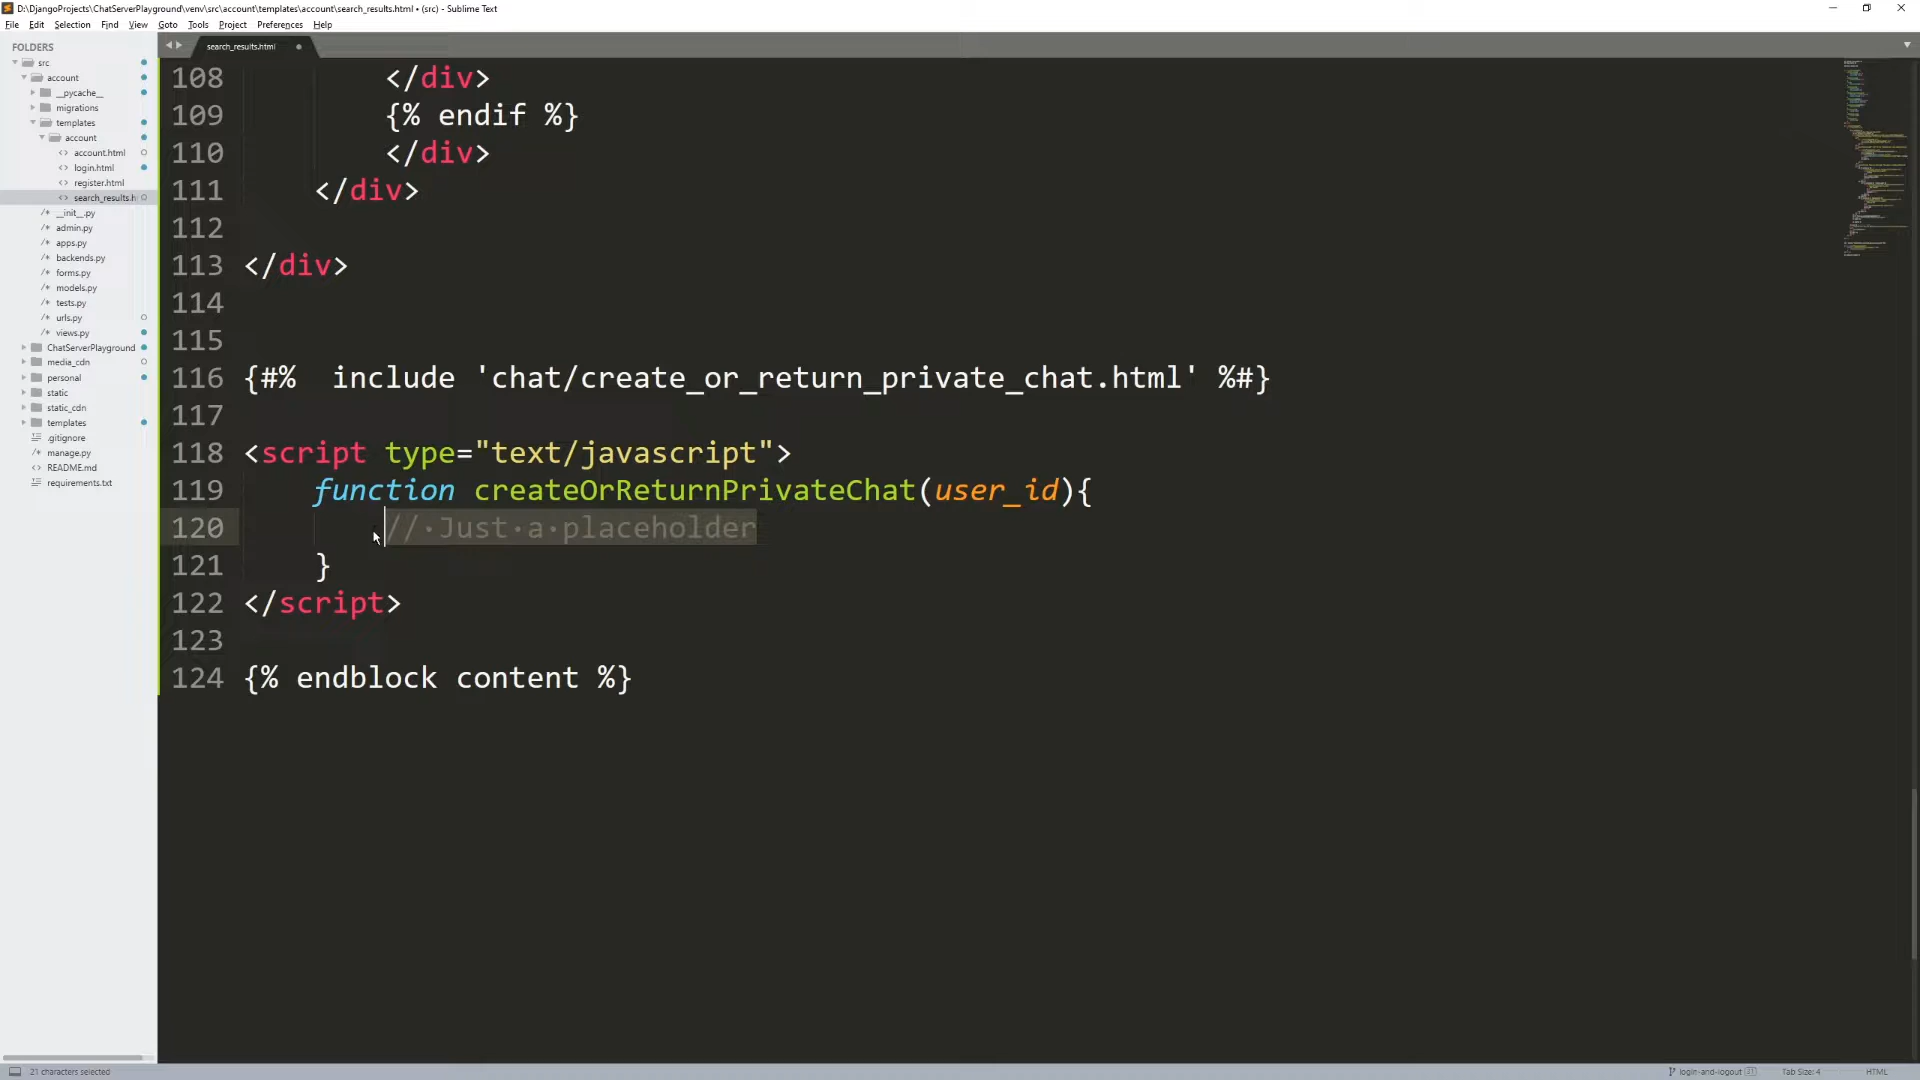 D:\DjangoProjects\ChatServerPlayground\venv\src\account\templates\account\search_results.html • (src) - Sublime Text
File Edit Selection Find View Goto Tools Project Preferences Help
FOLDERS
src
account
__pycache__
migrations
templates
account
account.html
login.html
register.html
search_results.h
__init__.py
admin.py
apps.py
backends.py
forms.py
models.py
tests.py
urls.py
views.py
ChatServerPlayground
media_cdn
personal
static
static_cdn
templates
.gitignore
manage.py
README.md
requirements.txt
search_results.html
108 </div>
109 {% endif %}
110 </div>
111 </div>
112
113 </div>
114
115
116 {#%  include 'chat/create_or_return_private_chat.html' %#}
117
118 <script type="text/javascript">
119 function createOrReturnPrivateChat(user_id){
120 //·Just·a·placeholder
121 }
122 </script>
123
124 {% endblock content %}
21 characters selected
login-and-logout
Tab Size: 4
HTML